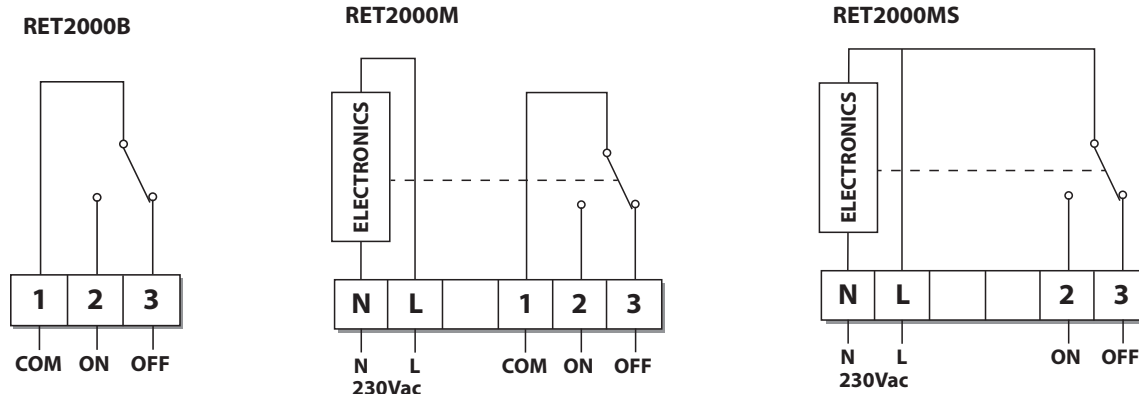 RET2000B
1 2 3
COM ON OFF
RET2000M
ELECTRONICS
N L 1 2 3
N L COM ON OFF
230Vac
RET2000MS
ELECTRONICS
N L 2 3
N L ON OFF
230Vac